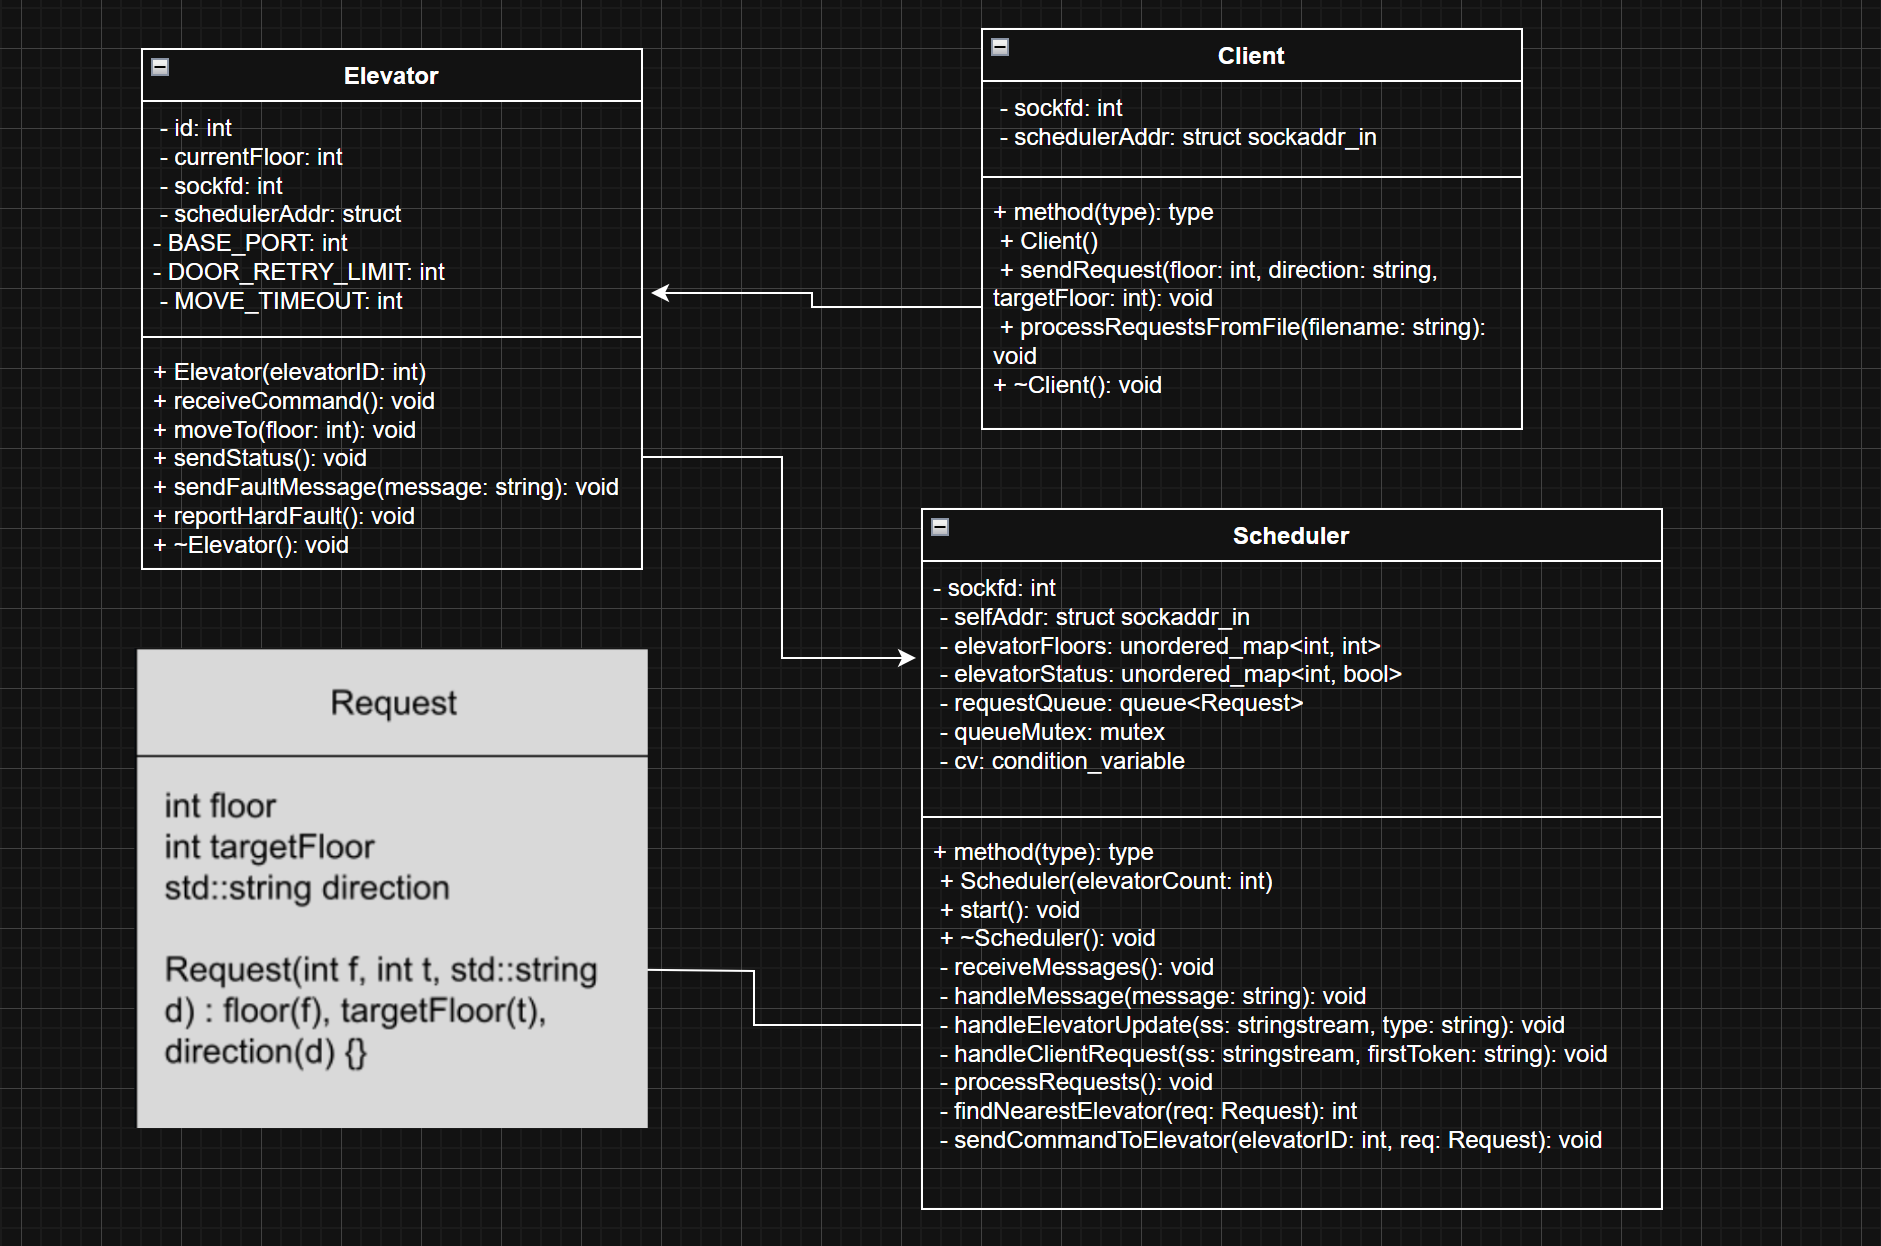 Elevator
- id: int
- currentFloor: int
- sockfd: int
- schedulerAddr: struct
- BASE_PORT: int
- DOOR_RETRY_LIMIT: int
- MOVE_TIMEOUT: int
+ Elevator(elevatorID: int)
+ receiveCommand(): void
+ moveTo(floor: int): void
+ sendStatus(): void
+ sendFaultMessage(message: string): void
+ reportHardFault(): void
+ ~Elevator(): void
Client
- sockfd: int
- schedulerAddr: struct sockaddr_in
+ method(type): type
+ Client()
+ sendRequest(floor: int, direction: string,
targetFloor: int): void
+ processRequestsFromFile(filename: string):
void
+ ~Client(): void
Request
int floor
int targetFloor
std::string direction
Request(int f, int t, std::string
d) : floor(f), targetFloor(t),
direction(d) {}
Scheduler
- sockfd: int
- selfAddr: struct sockaddr_in
- elevatorFloors: unordered_map<int, int>
- elevatorStatus: unordered_map<int, bool>
- requestQueue: queue<Request>
- queueMutex: mutex
- cv: condition_variable
+ method(type): type
+ Scheduler(elevatorCount: int)
+ start(): void
+ ~Scheduler(): void
- receiveMessages(): void
- handleMessage(message: string): void
- handleElevatorUpdate(ss: stringstream, type: string): void
- handleClientRequest(ss: stringstream, firstToken: string): void
- processRequests(): void
- findNearestElevator(req: Request): int
- sendCommandToElevator(elevatorID: int, req: Request): void